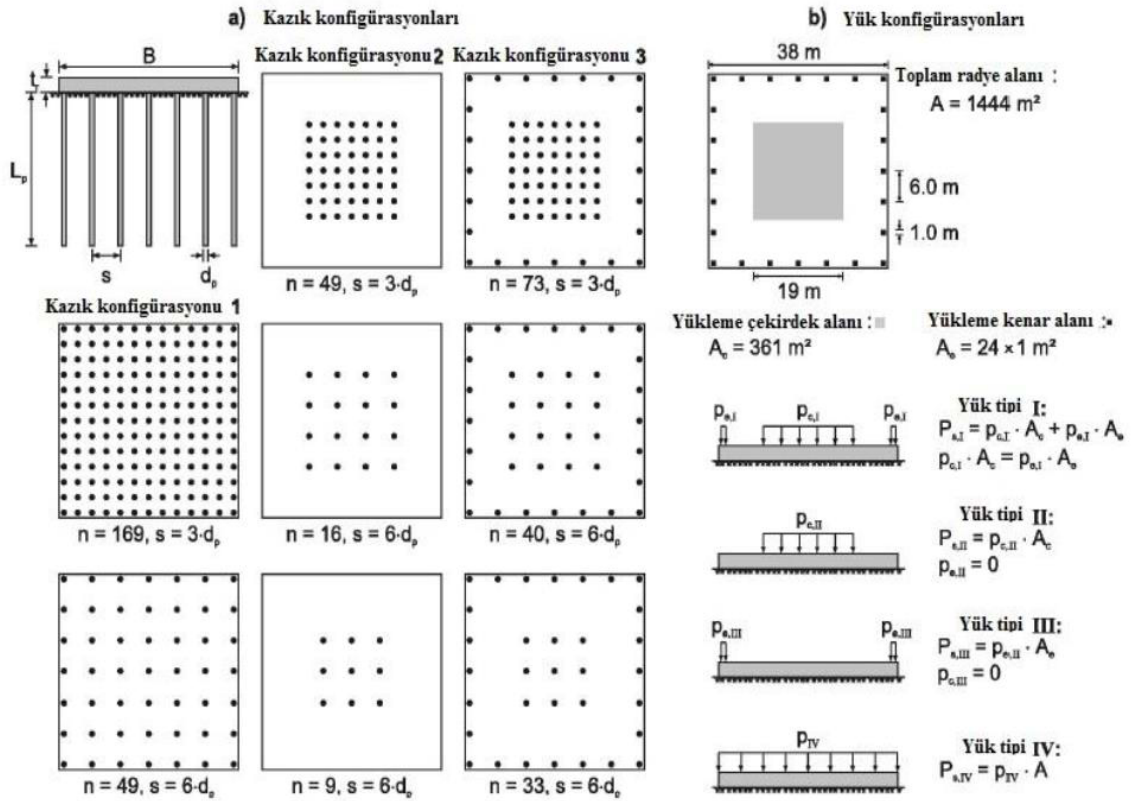 a) Kazık konfigürasyonları
Kazık konfigürasyonu 2
Kazık konfigürasyonu 3
B
L_p
s
d_p
n = 49, s = 3·d_p
n = 73, s = 3·d_p
Kazık konfigürasyonu 1
n = 169, s = 3·d_p
n = 16, s = 6·d_p
n = 40, s = 6·d_p
n = 49, s = 6·d_p
n = 9, s = 6·d_p
n = 33, s = 6·d_p
b) Yük konfigürasyonları
38 m
Toplam radye alanı :
A = 1444 m²
6.0 m
1.0 m
19 m
Yükleme çekirdek alanı :
A_c = 361 m²
Yükleme kenar alanı :
A_e = 24 × 1 m²
p_e,I p_c,I p_e,I
Yük tipi I:
P_s,I = p_c,I · A_c + p_e,I · A_e
p_c,I · A_c = p_e,I · A_e
p_c,II
Yük tipi II:
P_s,II = p_c,II · A_c
p_e,II = 0
p_e,III p_e,III
Yük tipi III:
P_s,III = p_e,II · A_e
p_c,III = 0
p_IV
Yük tipi IV:
P_s,IV = p_IV · A